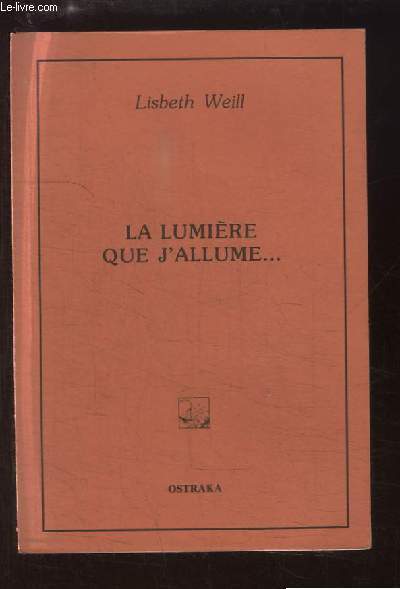 Le-livre.com
Lisbeth Weill
LA LUMIÈRE
QUE J'ALLUME...
OSTRAKA